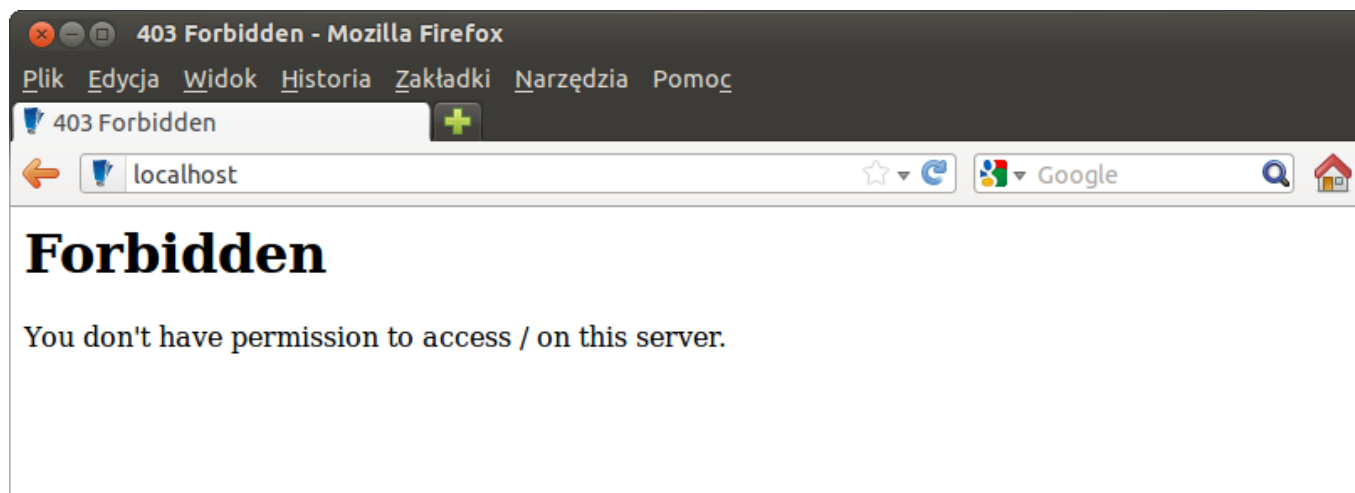 403 Forbidden - Mozilla Firefox
Plik Edycja Widok Historia Zakładki Narzędzia Pomoc
403 Forbidden
localhost Google
Forbidden
You don't have permission to access / on this server.